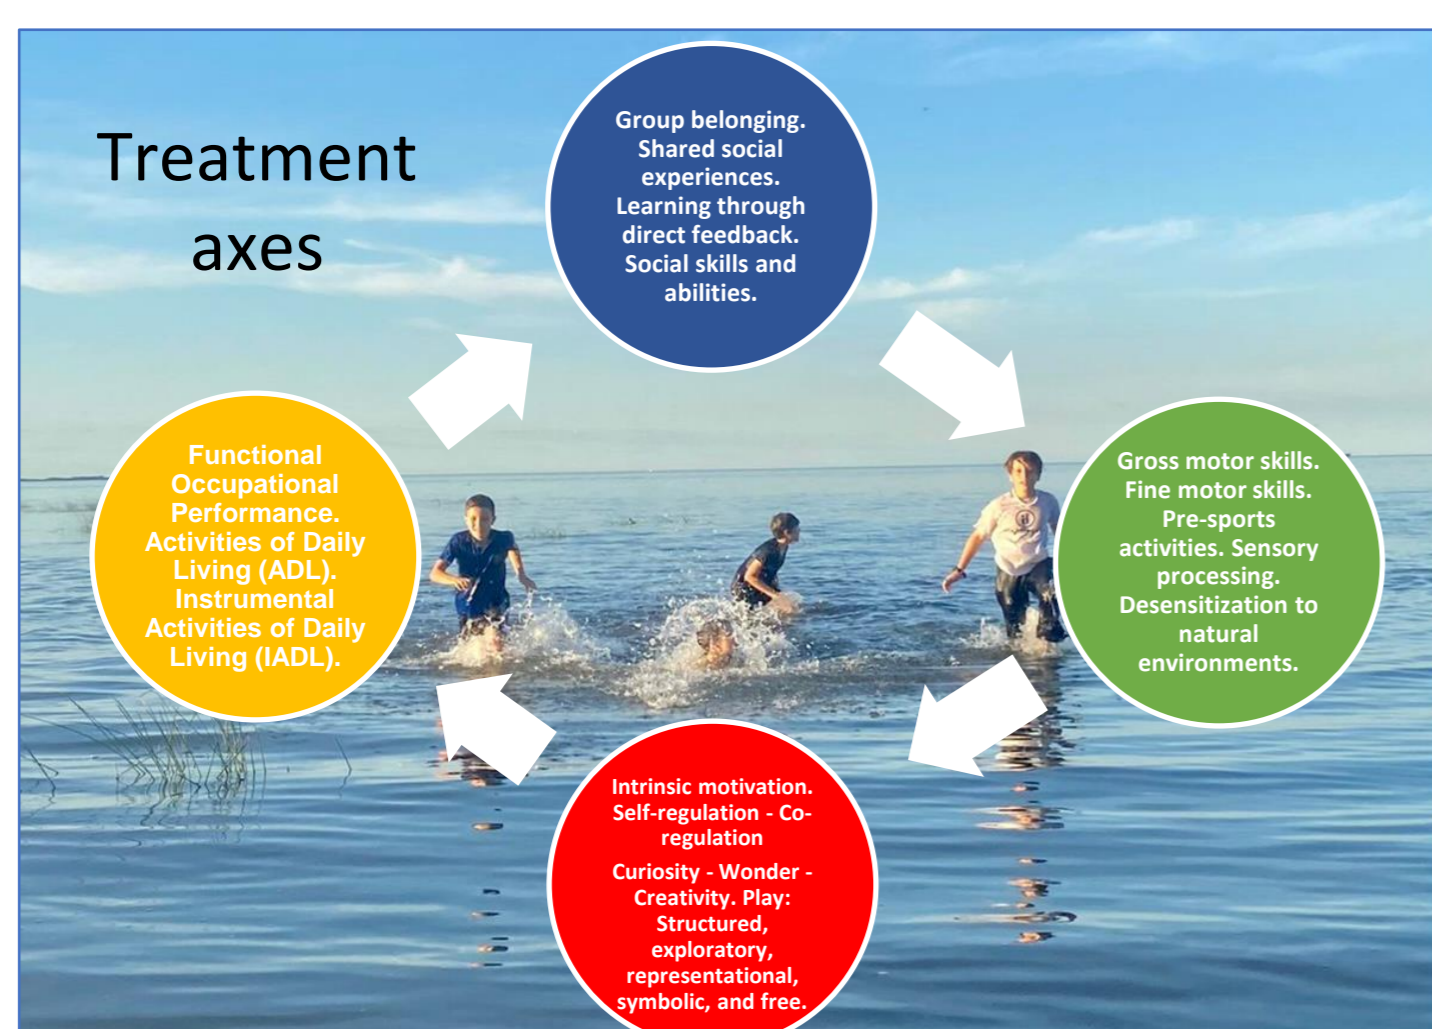 Treatment
axes
Group belonging.
Shared social
experiences.
Learning through
direct feedback.
Social skills and
abilities.
Gross motor skills.
Fine motor skills.
Pre-sports
activities. Sensory
processing.
Desensitization to
natural
environments.
Intrinsic motivation.
Self-regulation - Co-
regulation
Curiosity - Wonder -
Creativity. Play:
Structured,
exploratory,
representational,
symbolic, and free.
Functional
Occupational
Performance.
Activities of Daily
Living (ADL).
Instrumental
Activities of Daily
Living (IADL).